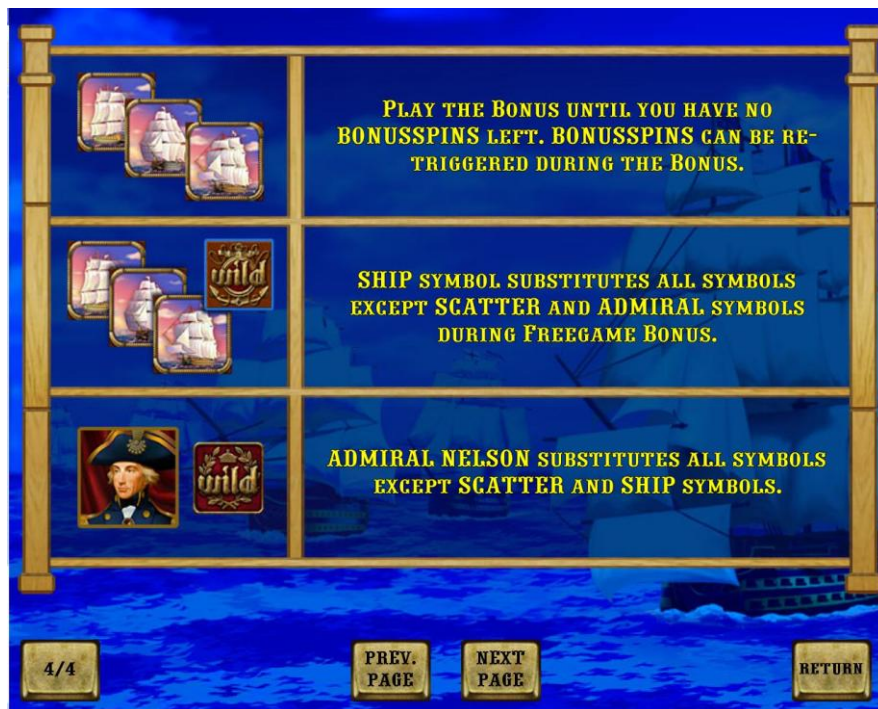 PLAY THE BONUS UNTIL YOU HAVE NO
BONUSSPINS LEFT. BONUSSPINS CAN BE RE-
TRIGGERED DURING THE BONUS.
wild
SHIP SYMBOL SUBSTITUTES ALL SYMBOLS
EXCEPT SCATTER AND ADMIRAL SYMBOLS
DURING FREEGAME BONUS.
wild
ADMIRAL NELSON SUBSTITUTES ALL SYMBOLS
EXCEPT SCATTER AND SHIP SYMBOLS.
4/4
PREV.
PAGE
NEXT
PAGE
RETURN